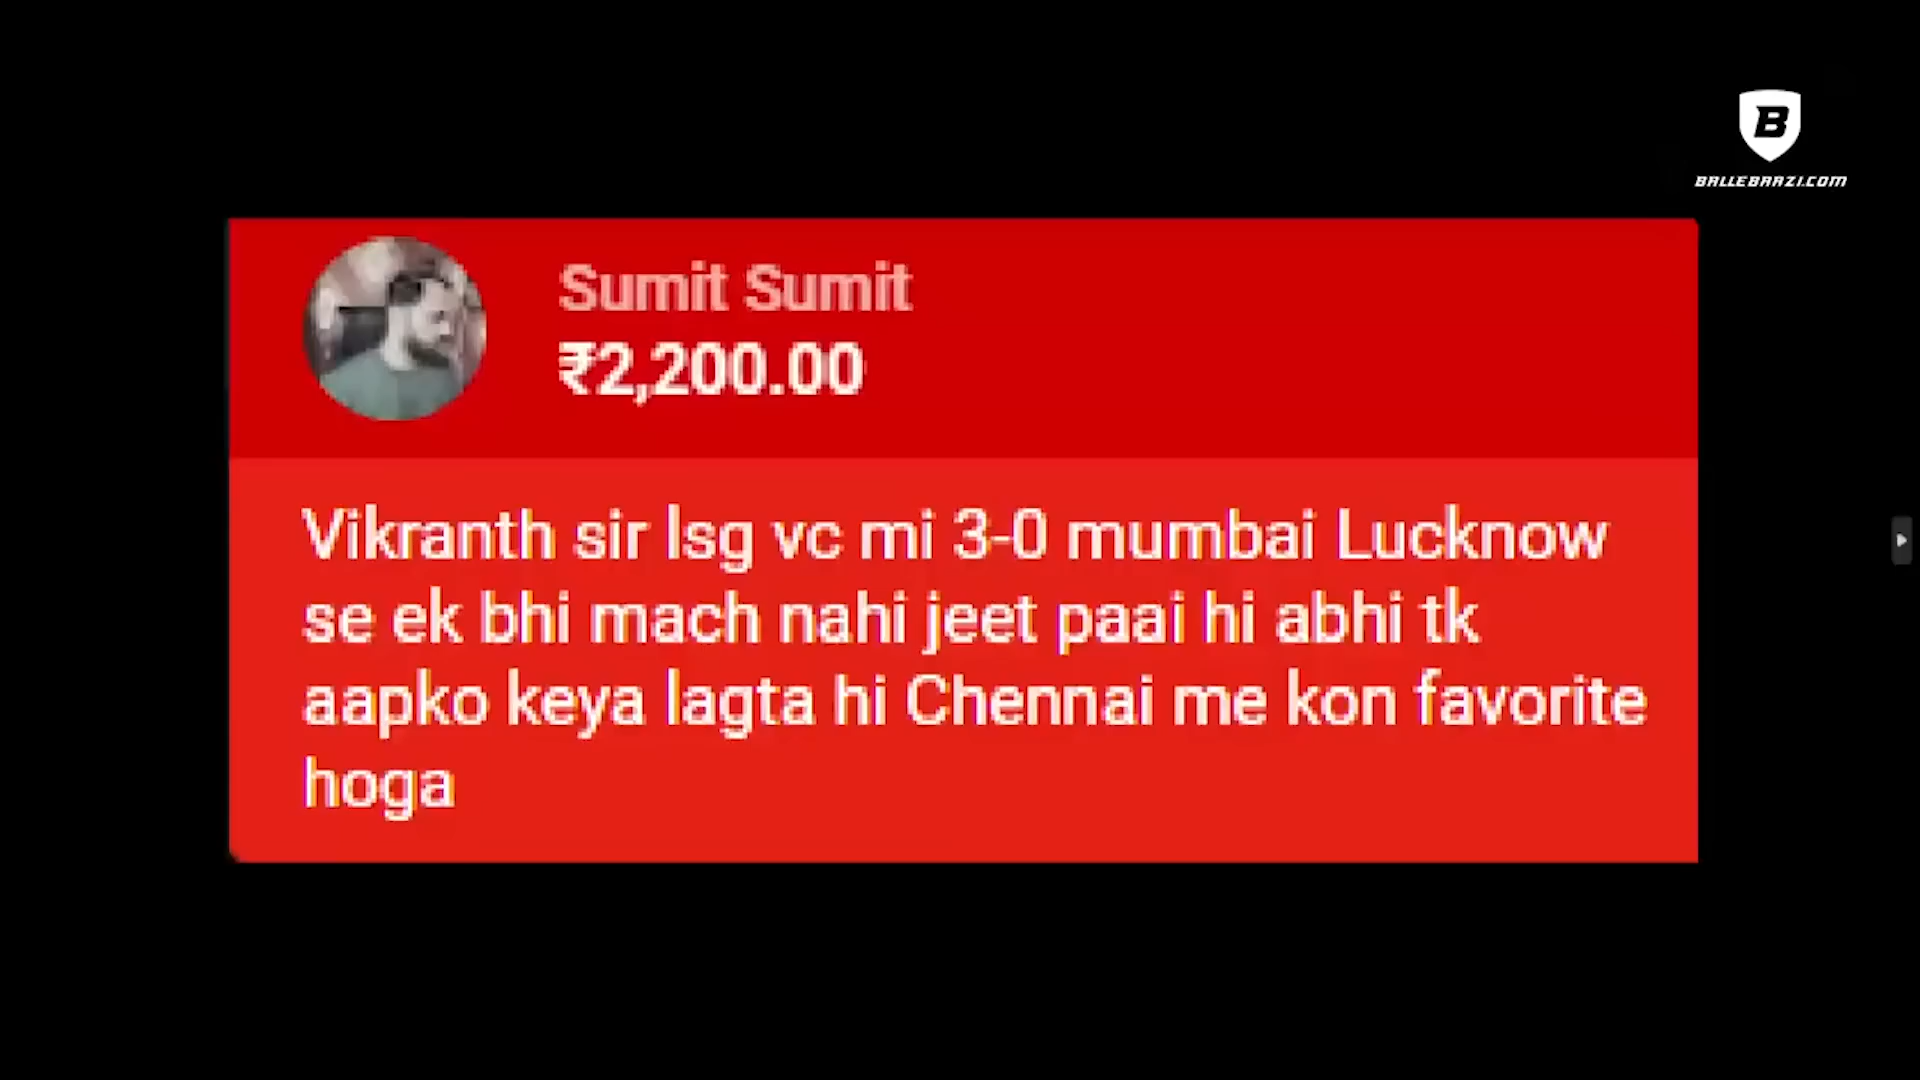 B
BALLEBAAZI.COM
Sumit Sumit
₹2,200.00
Vikranth sir lsg vc mi 3-0 mumbai Lucknow
se ek bhi mach nahi jeet paai hi abhi tk
aapko keya lagta hi Chennai me kon favorite
hoga